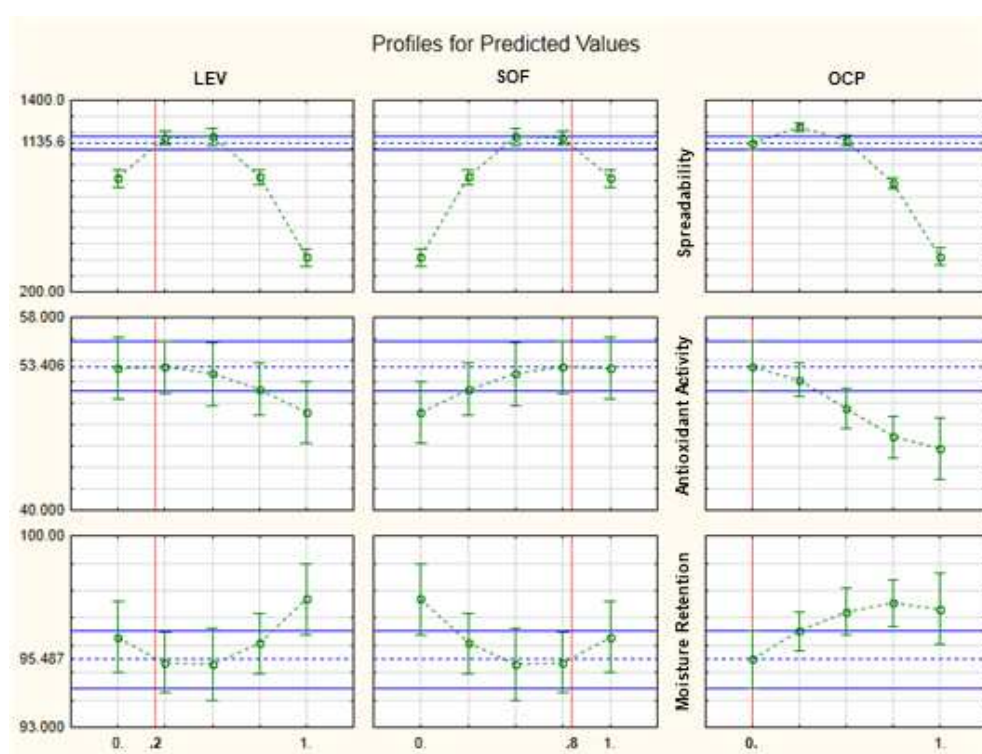 Profiles for Predicted Values
LEV SOF OCP
1400.0
1135.6
200.00
Spreadability
58.000
53.406
40.000
Antioxidant Activity
100.00
95.487
93.000
Moisture Retention
0. .2 1. 0. .8 1. 0. 1.